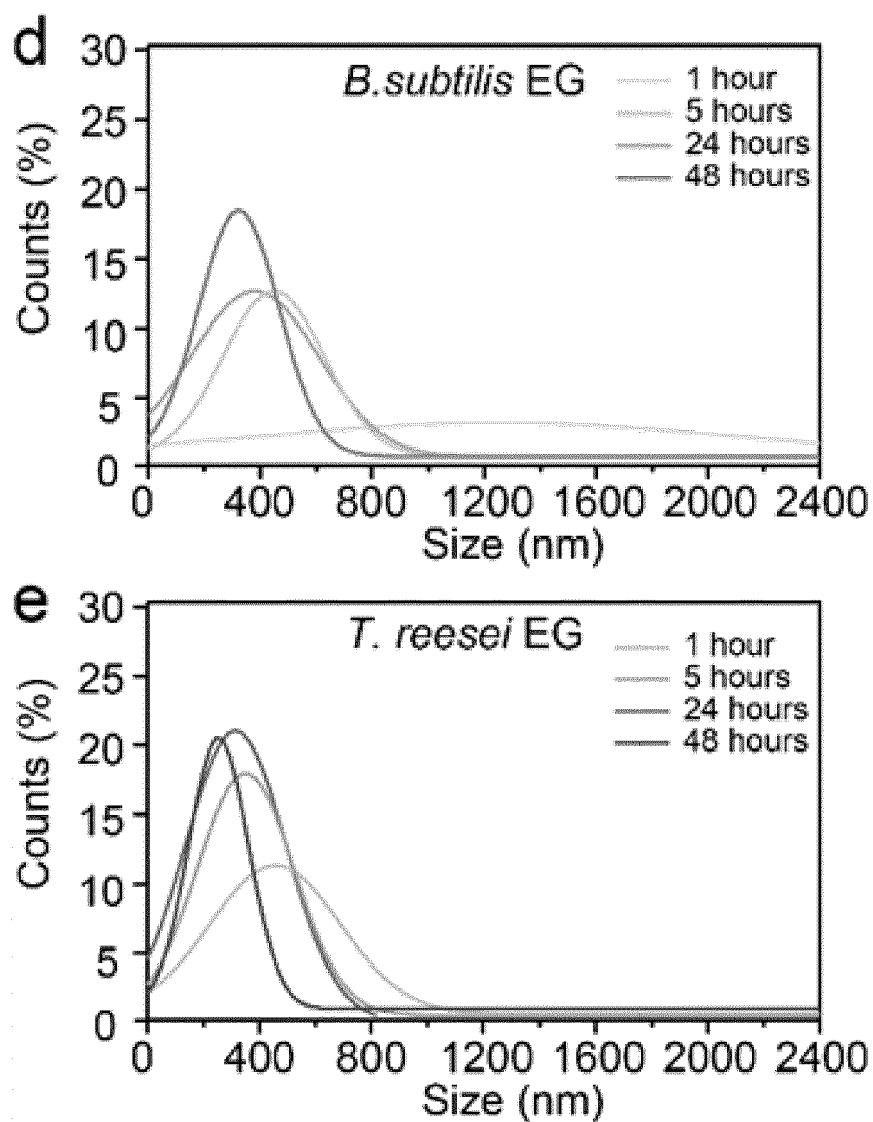 d
B.subtilis EG
1 hour
5 hours
24 hours
48 hours
Counts (%)
30
25
20
15
10
5
0
0 400 800 1200 1600 2000 2400
Size (nm)
e
T. reesei EG
1 hour
5 hours
24 hours
48 hours
Counts (%)
30
25
20
15
10
5
0
0 400 800 1200 1600 2000 2400
Size (nm)